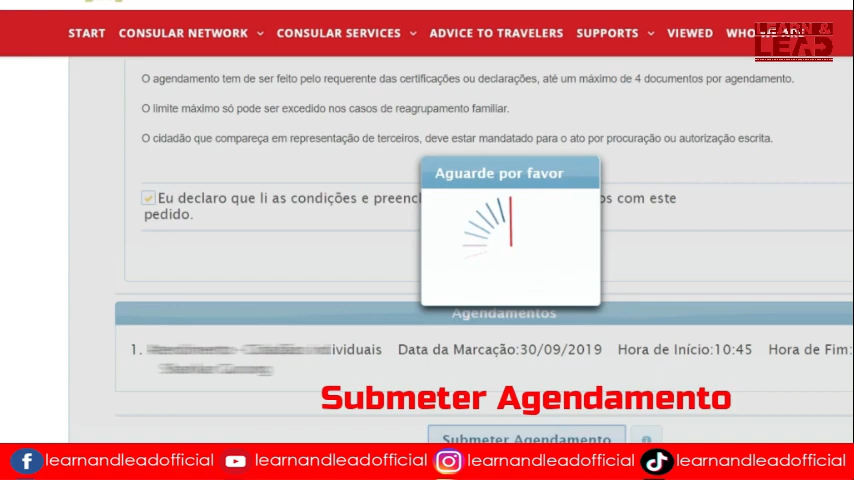 START CONSULAR NETWORK CONSULAR SERVICES ADVICE TO TRAVELERS SUPPORTS VIEWED WHO WE ARE
LEARN &
LEAD
O agendamento tem de ser feito pelo requerente das certificações ou declarações, até um máximo de 4 documentos por agendamento.
O limite máximo só pode ser excedido nos casos de reagrupamento familiar.
O cidadão que compareça em representação de terceiros, deve estar mandatado para o ato por procuração ou autorização escrita.
Aguarde por favor
Eu declaro que li as condições e os com este
pedido.
Agendamentos
1. Data da Marcação:30/09/2019 Hora de Início:10:45 Hora de Fim:
Submeter Agendamento
Submeter Agendamento
learnandleadofficial learnandleadofficial learnandleadofficial learnandleadofficial